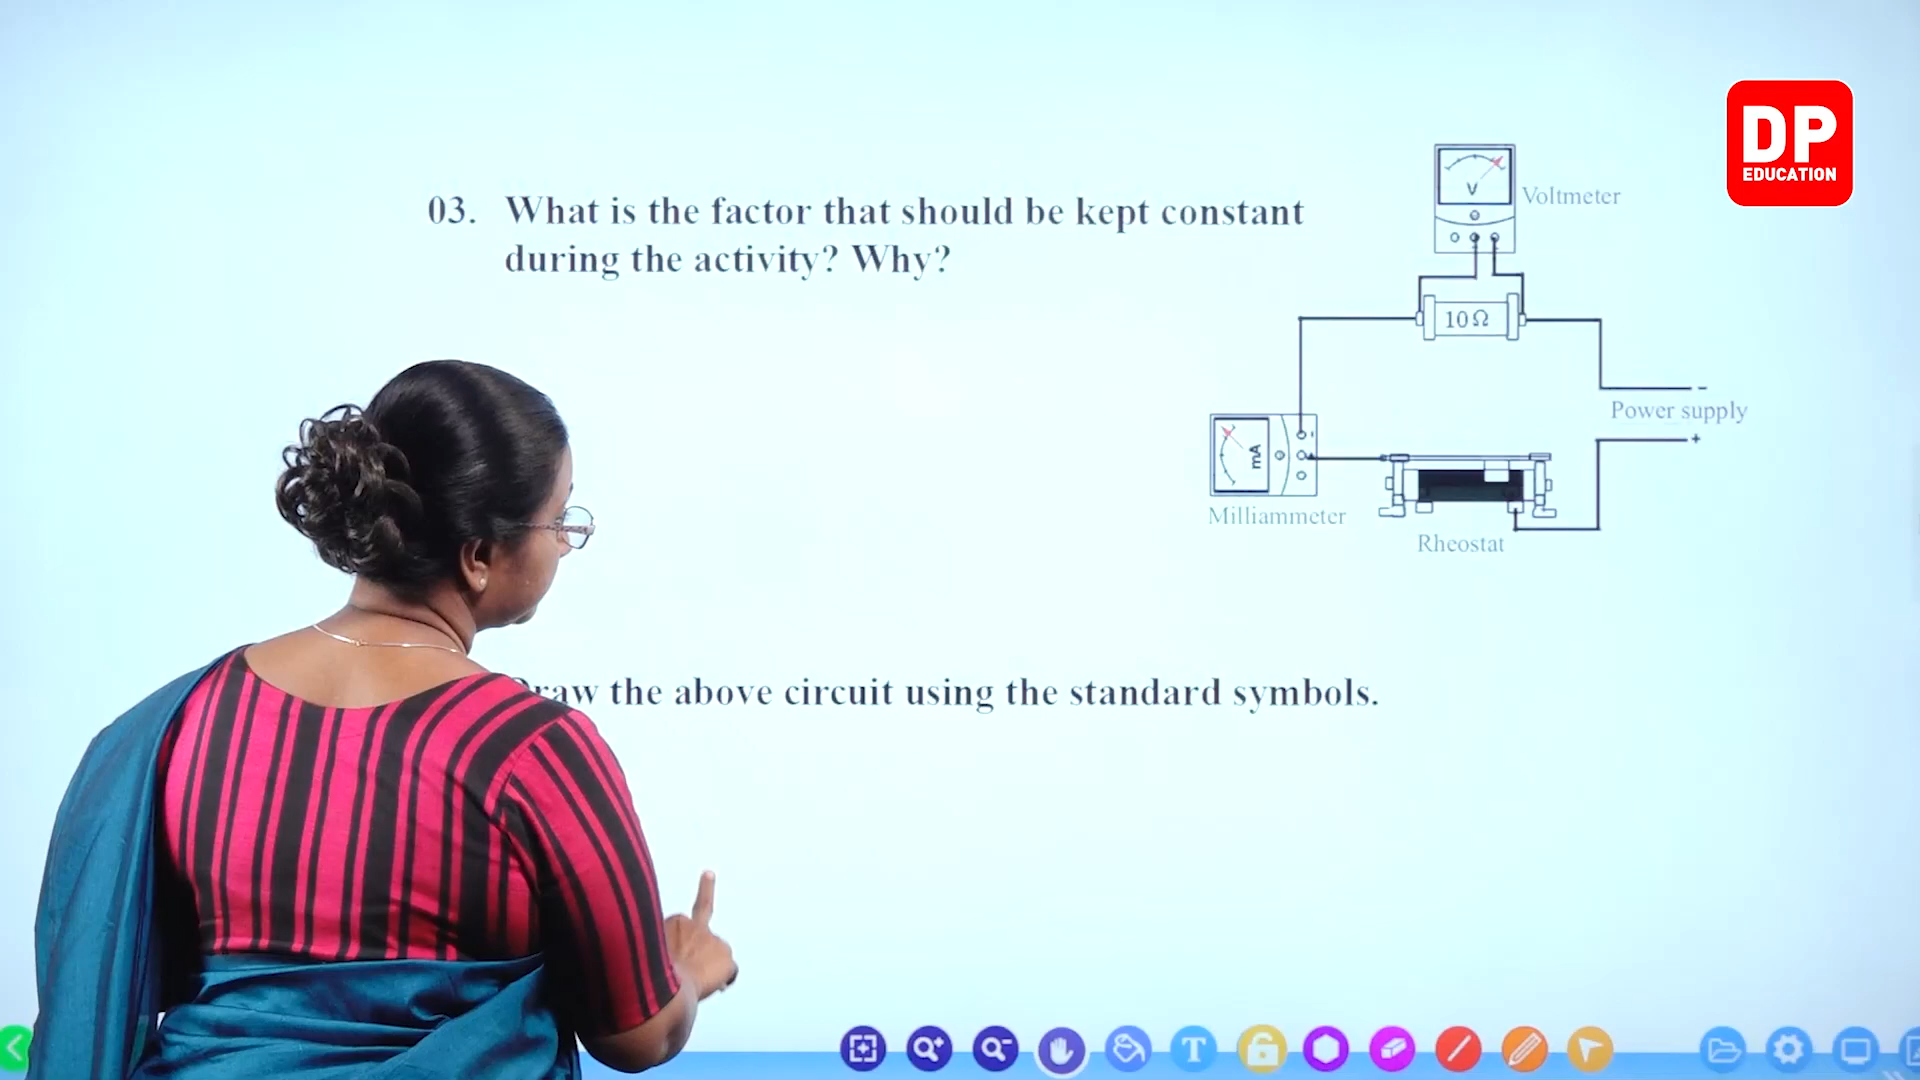 DP
EDUCATION
03. What is the factor that should be kept constant
during the activity? Why?
V
Voltmeter
10Ω
-
Power supply
+
mA
Milliammeter
Rheostat
the above circuit using the standard symbols.
T